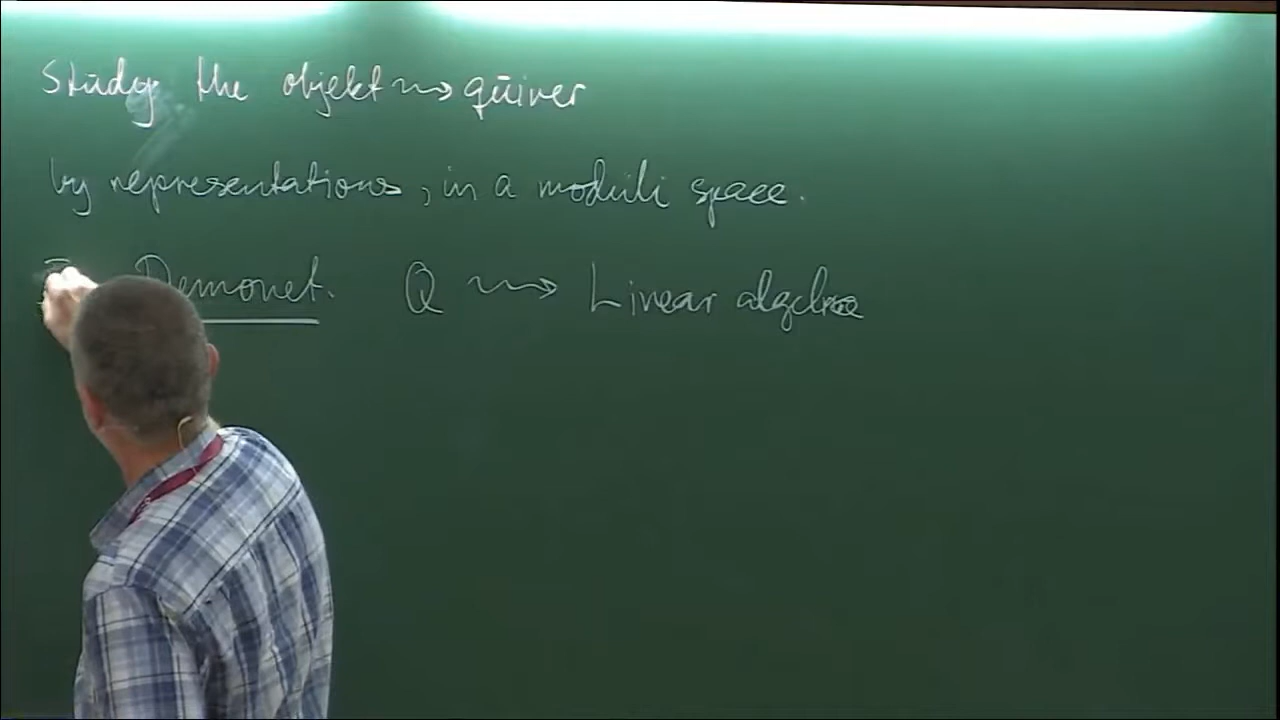 Study the objekt ⇝ quiver
by representations, in a moduli space.
Demonet. Q ⇝ Linear algebra